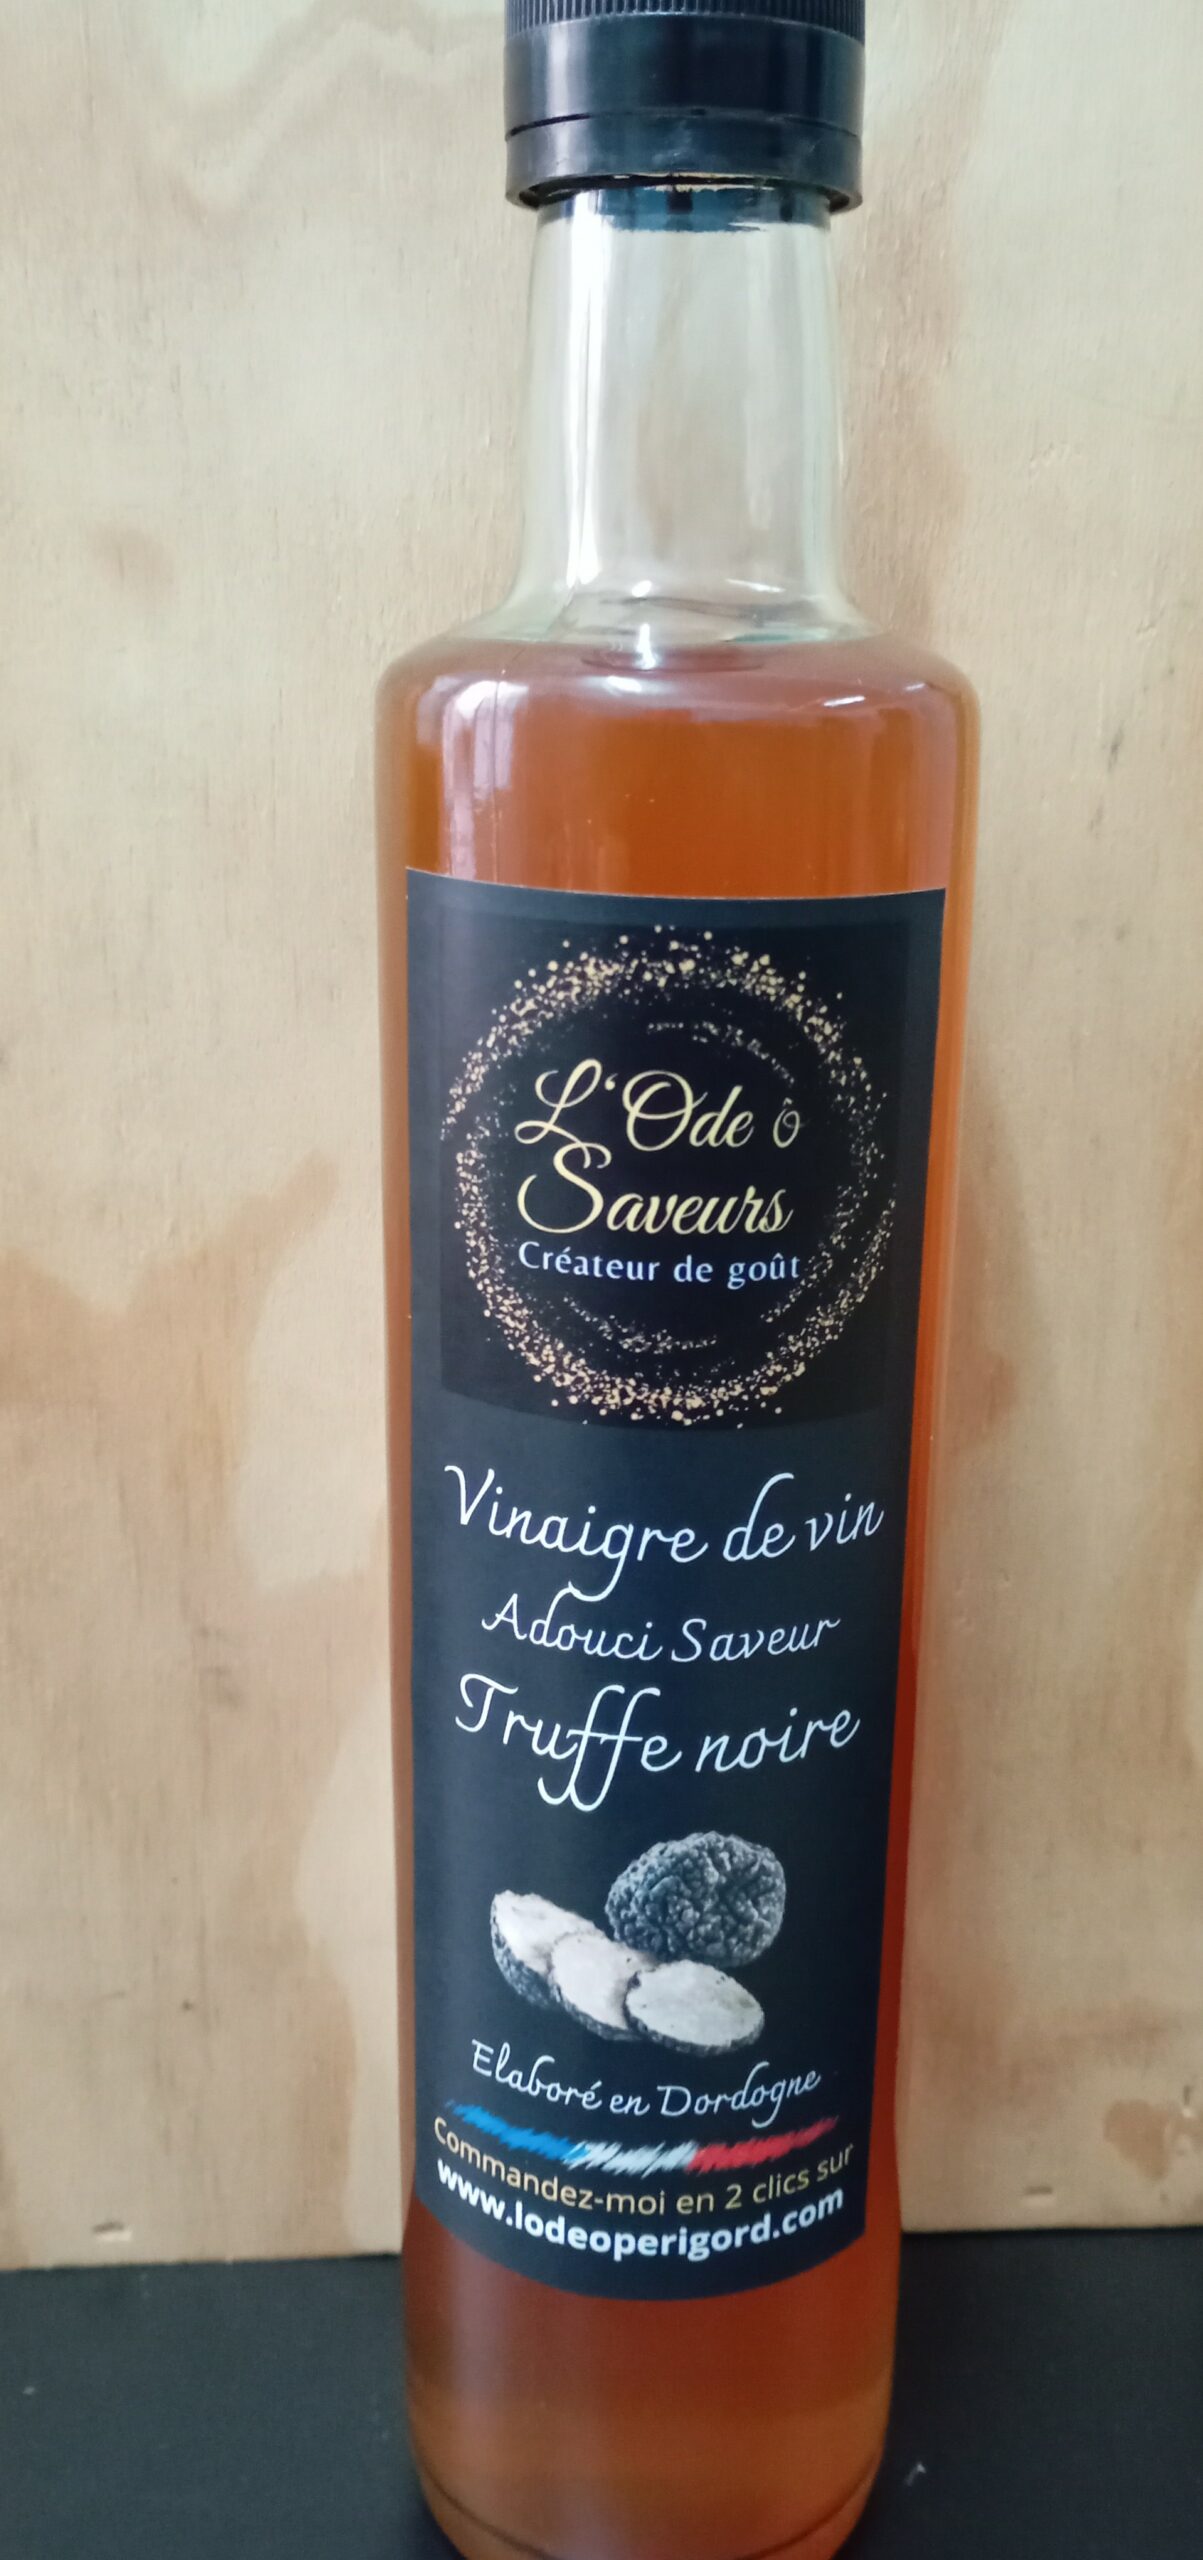 L‘Ode ô
Saveurs
Créateur de goût
Vinaigre de vin
Adouci Saveur
Truffe noire
Elaboré en Dordogne
Commandez-moi en 2 clics sur
www.lodeoperigord.com